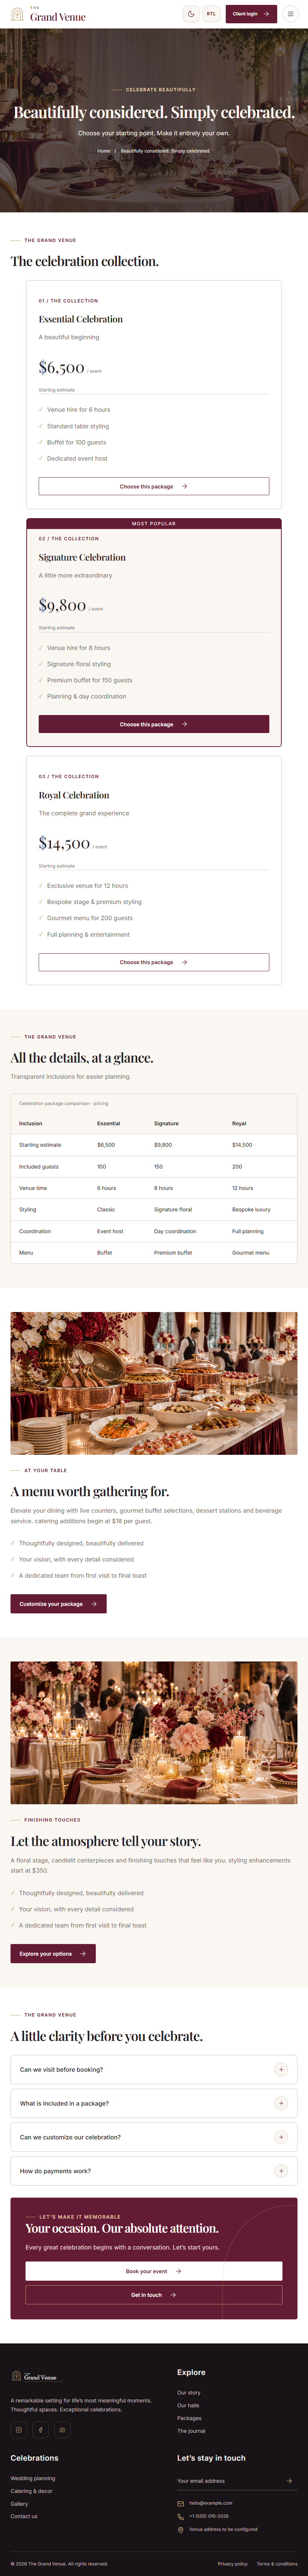 THE
Grand Venue
RTL
Client login
CELEBRATE BEAUTIFULLY
Beautifully considered. Simply celebrated.
Choose your starting point. Make it entirely your own.
Home / Beautifully considered. Simply celebrated.
THE GRAND VENUE
The celebration collection.
01 / THE COLLECTION
Essential Celebration
A beautiful beginning
$6,500 / event
Starting estimate
Venue hire for 6 hours
Standard table styling
Buffet for 100 guests
Dedicated event host
Choose this package
MOST POPULAR
02 / THE COLLECTION
Signature Celebration
A little more extraordinary
$9,800 / event
Starting estimate
Venue hire for 8 hours
Signature floral styling
Premium buffet for 150 guests
Planning & day coordination
Choose this package
03 / THE COLLECTION
Royal Celebration
The complete grand experience
$14,500 / event
Starting estimate
Exclusive venue for 12 hours
Bespoke stage & premium styling
Gourmet menu for 200 guests
Full planning & entertainment
Choose this package
THE GRAND VENUE
All the details, at a glance.
Transparent inclusions for easier planning.
Celebration package comparison · pricing
Inclusion Essential Signature Royal
Starting estimate $6,500 $9,800 $14,500
Included guests 100 150 200
Venue time 6 hours 8 hours 12 hours
Styling Classic Signature floral Bespoke luxury
Coordination Event host Day coordination Full planning
Menu Buffet Premium buffet Gourmet menu
AT YOUR TABLE
A menu worth gathering for.
Elevate your dining with live counters, gourmet buffet selections, dessert stations and beverage
service. catering additions begin at $18 per guest.
Thoughtfully designed, beautifully delivered
Your vision, with every detail considered
A dedicated team from first visit to final toast
Customize your package
FINISHING TOUCHES
Let the atmosphere tell your story.
A floral stage, candlelit centerpieces and finishing touches that feel like you. styling enhancements
start at $350.
Thoughtfully designed, beautifully delivered
Your vision, with every detail considered
A dedicated team from first visit to final toast
Explore your options
THE GRAND VENUE
A little clarity before you celebrate.
Can we visit before booking?
What is included in a package?
Can we customize our celebration?
How do payments work?
LET'S MAKE IT MEMORABLE
Your occasion. Our absolute attention.
Every great celebration begins with a conversation. Let's start yours.
Book your event
Get in touch
Grand Venue
A remarkable setting for life's most meaningful moments.
Thoughtful spaces. Exceptional celebrations.
Explore
Our story
Our halls
Packages
The journal
Celebrations
Wedding planning
Catering & decor
Gallery
Contact us
Let's stay in touch
Your email address
hello@example.com
+1 (555) 010-2026
Venue address to be configured
© 2026 The Grand Venue. All rights reserved.
Privacy policy Terms & conditions